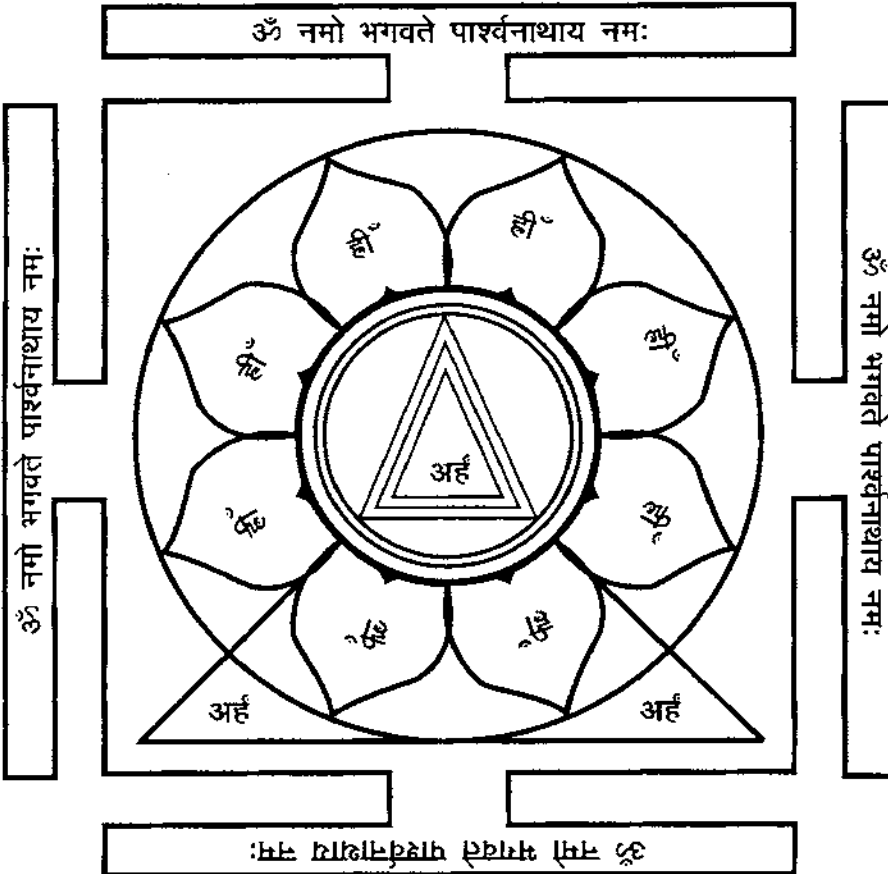 ॐ नमो भगवते पार्श्वनाथाय नमः
ॐ नमो भगवते पार्श्वनाथाय नमः
ॐ नमो भगवते पार्श्वनाथाय नमः
ह्रीँ
ह्रीँ
ह्रीँ
ह्रीँ
अर्हं
ह्रीँ
ह्रीँ
ह्रीँ
ह्रीँ
अर्हं
अर्हं
ॐ नमो भगवते पार्श्वनाथाय नमः